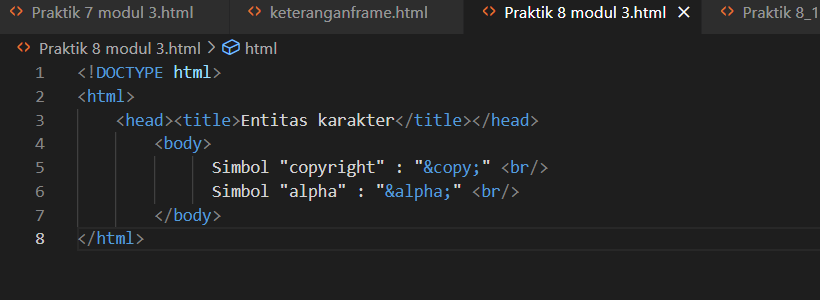 Praktik 7 modul 3.html keteranganframe.html Praktik 8 modul 3.html Praktik 8_1
Praktik 8 modul 3.html > html
1 <!DOCTYPE html>
2 <html>
3 <head><title>Entitas karakter</title></head>
4 <body>
5 Simbol "copyright" : "&copy;" <br/>
6 Simbol "alpha" : "&alpha;" <br/>
7 </body>
8 </html>